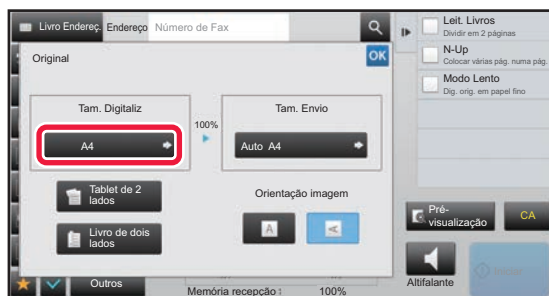 Livro Endereç. Endereço Número de Fax
Original
OK
Tam. Digitaliz
100%
Tam. Envio
A4
Auto A4
Tablet de 2
lados
Livro de dois
lados
Orientação imagem
A
A
Outros
Memória recepção : 100%
Leit. Livros
Dividir em 2 páginas
N-Up
Colocar várias pág. numa pág.
Modo Lento
Dig. orig. em papel fino
Pré-
visualização
CA
Altifalante
Iniciar